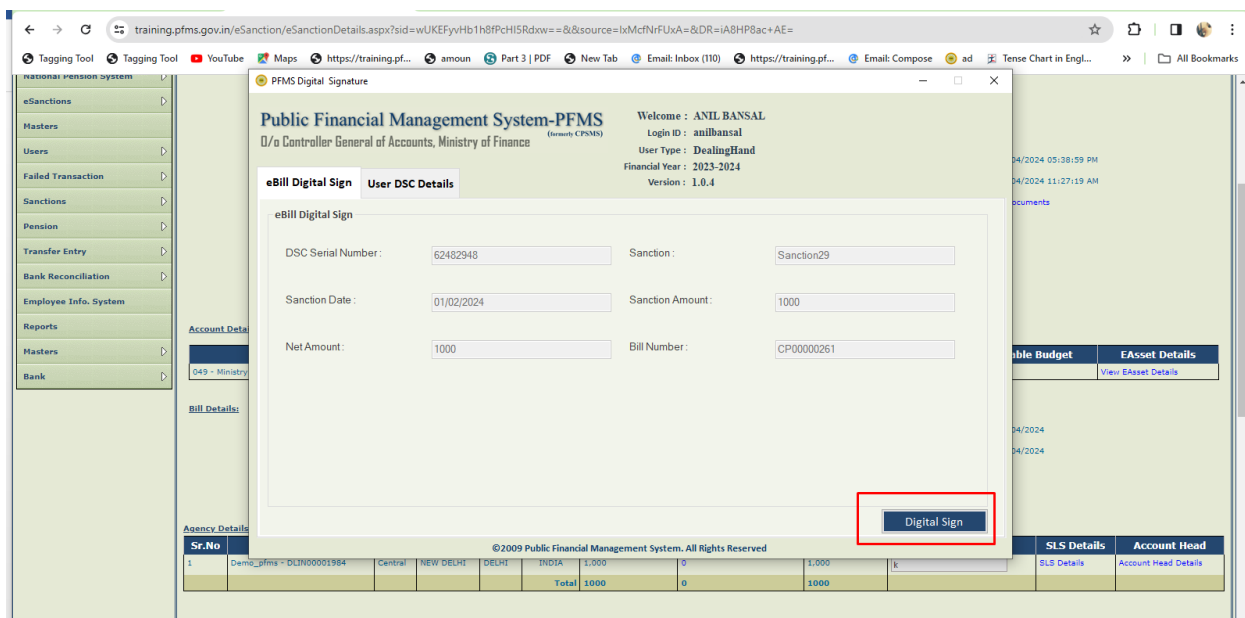 training.pfms.gov.in/eSanction/eSanctionDetails.aspx?sid=wUKEFyvHb1h8fPcHI5Rdxw==&&source=IxMcfNrFUxA=&DR=iA8HP8ac+AE=
Tagging Tool Tagging Tool YouTube Maps https://training.pf... amoun Part 3 | PDF New Tab Email: Inbox (110) https://training.pf... Email: Compose ad Tense Chart in Engl... » All Bookmarks
National Pension System
eSanctions
Masters
Users
Failed Transaction
Sanctions
Pension
Transfer Entry
Bank Reconciliation
Employee Info. System
Reports
Masters
Bank
PFMS Digital Signature
Public Financial Management System-PFMS
(formerly CPSMS)
O/o Controller General of Accounts, Ministry of Finance
Welcome : ANIL BANSAL
Login ID : anilbansal
User Type : DealingHand
Financial Year : 2023-2024
Version : 1.0.4
eBill Digital Sign User DSC Details
eBill Digital Sign
DSC Serial Number : 62482948 Sanction : Sanction29
Sanction Date : 01/02/2024 Sanction Amount : 1000
Net Amount : 1000 Bill Number : CP00000261
Digital Sign
©2009 Public Financial Management System. All Rights Reserved
04/2024 05:38:59 PM
04/2024 11:27:19 AM
ocuments
Account Detai
able Budget EAsset Details
049 - Ministry View EAsset Details
Bill Details:
04/2024
04/2024
Agency Details
Sr.No SLS Details Account Head
1 Demo_pfms - DLIN00001984 Central NEW DELHI DELHI INDIA 1,000 0 1,000 k SLS Details Account Head Details
Total 1000 0 1000